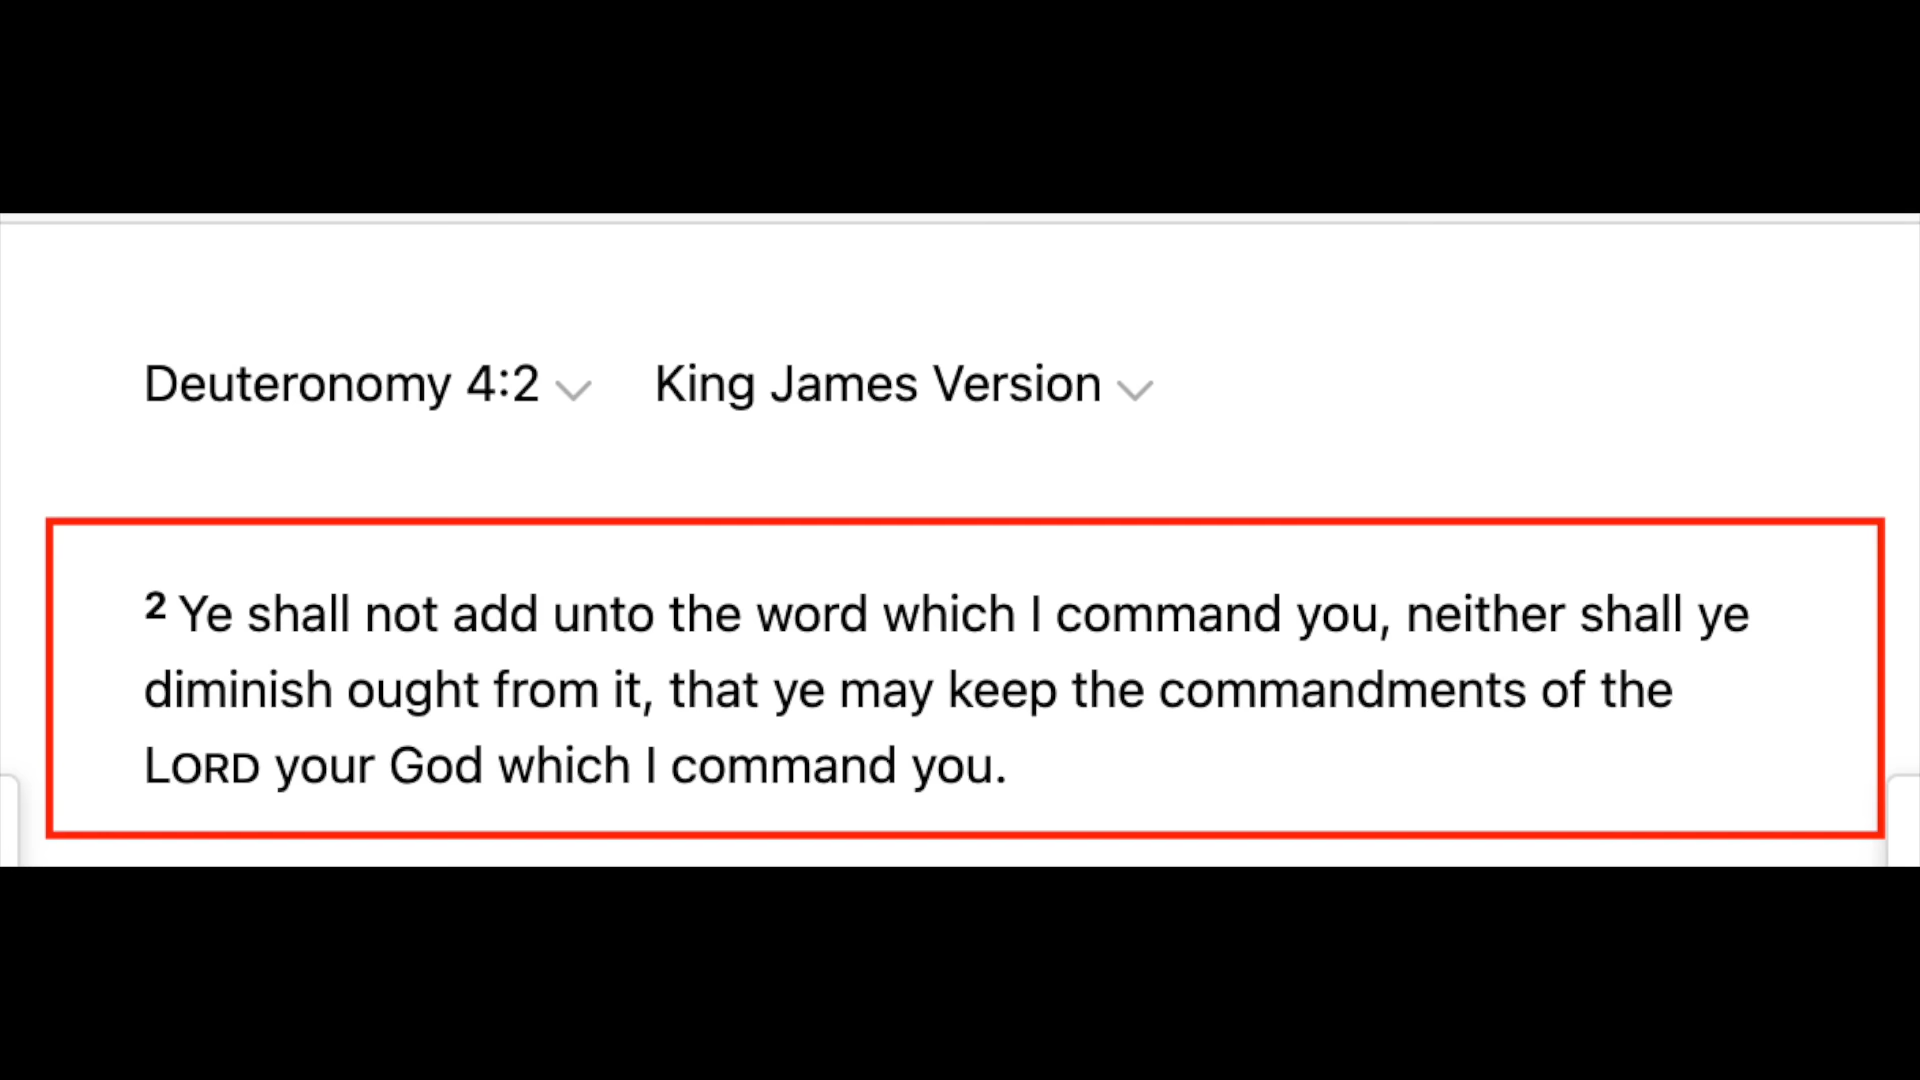 Deuteronomy 4:2 King James Version
2 Ye shall not add unto the word which I command you, neither shall ye
diminish ought from it, that ye may keep the commandments of the
LORD your God which I command you.